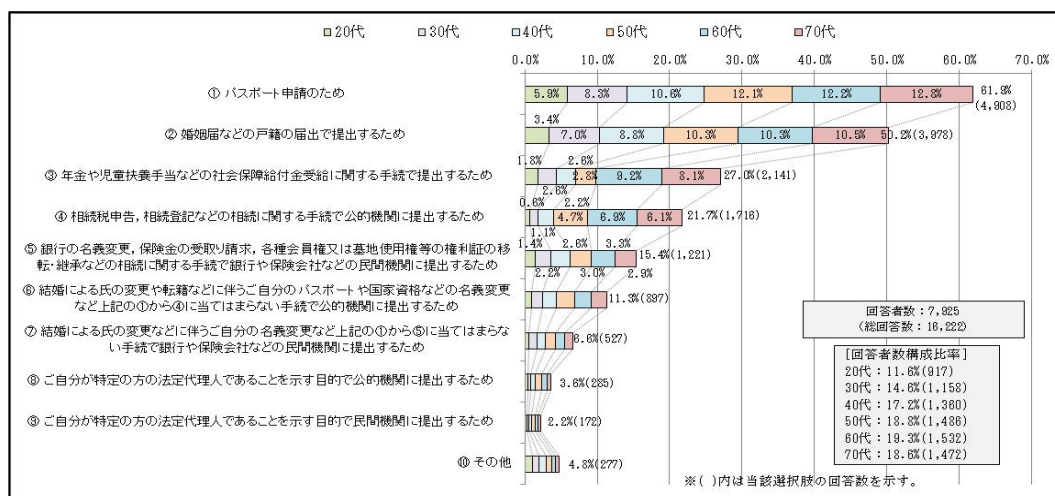 20代 30代 40代 50代 60代 70代
0.0% 10.0% 20.0% 30.0% 40.0% 50.0% 60.0% 70.0%
① パスポート申請のため
5.9% 8.3% 10.6% 12.1% 12.2% 12.8% 61.9%
(4,908)
3.4%
② 婚姻届などの戸籍の届出で提出するため
7.0% 8.8% 10.3% 10.3% 10.5% 50.2%(3,978)
1.8% 2.6%
③ 年金や児童扶養手当などの社会保障給付金受給に関する手続で提出するため
2.8% 9.2% 8.1% 27.0%(2,141)
2.6%
0.6% 2.2%
④ 相続税申告,相続登記などの相続に関する手続で公的機関に提出するため
4.7% 6.9% 6.1% 21.7%(1,716)
1.1%
⑤ 銀行の名義変更,保険金の受取り請求,各種会員権又は墓地使用権等の権利証の移
転・継承などの相続に関する手続で銀行や保険会社などの民間機関に提出するため
1.4% 2.6% 3.3%
15.4%(1,221)
2.2% 3.0% 2.9%
⑥ 結婚による氏の変更や転籍などに伴うご自分のパスポートや国家資格などの名義変更
など上記の①から④に当てはまらない手続で公的機関に提出するため
11.3%(897)
⑦ 結婚による氏の変更などに伴うご自分の名義変更など上記の①から⑤に当てはまらな
い手続で銀行や保険会社などの民間機関に提出するため
6.6%(527)
⑧ ご自分が特定の方の法定代理人であることを示す目的で公的機関に提出するため
3.6%(285)
⑨ ご自分が特定の方の法定代理人であることを示す目的で民間機関に提出するため
2.2%(172)
⑩ その他
4.8%(277)
回答者数:7,925
(総回答数:16,222)
[回答者数構成比率]
20代:11.6%(917)
30代:14.6%(1,158)
40代:17.2%(1,360)
50代:18.8%(1,486)
60代:19.3%(1,532)
70代:18.6%(1,472)
※( )内は当該選択肢の回答数を示す。